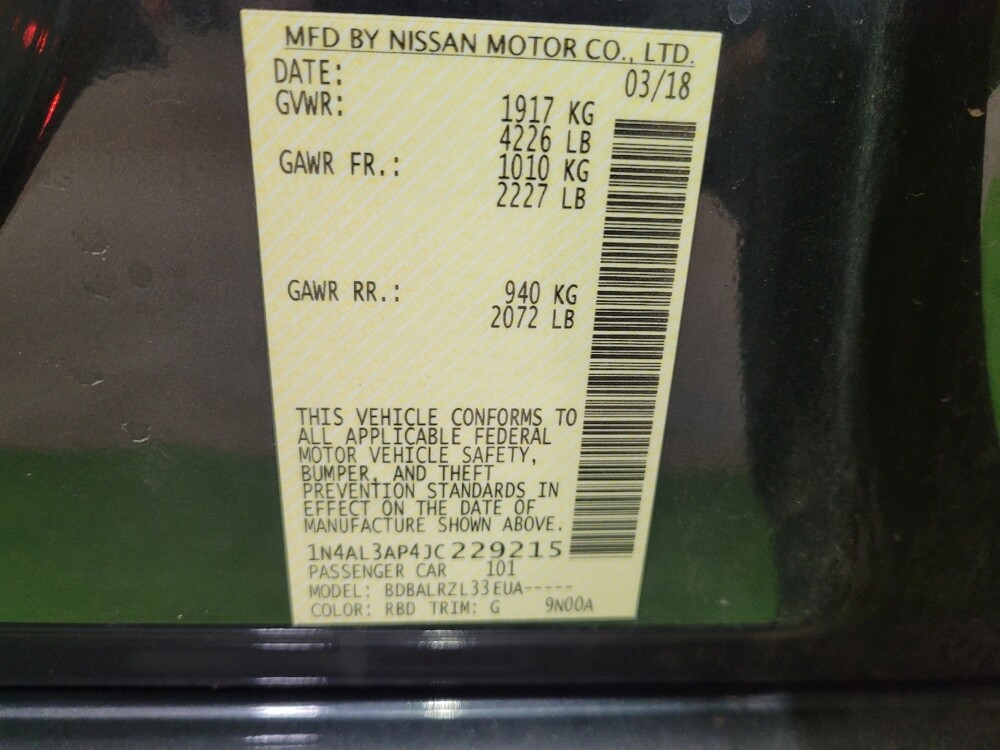 MFD BY NISSAN MOTOR CO., LTD.
DATE: 03/18
GVWR: 1917 KG
4226 LB
GAWR FR.: 1010 KG
2227 LB
GAWR RR.: 940 KG
2072 LB
THIS VEHICLE CONFORMS TO
ALL APPLICABLE FEDERAL
MOTOR VEHICLE SAFETY,
BUMPER, AND THEFT
PREVENTION STANDARDS IN
EFFECT ON THE DATE OF
MANUFACTURE SHOWN ABOVE.
1N4AL3AP4JC229215
PASSENGER CAR 101
MODEL: BDBALRZL33EUA-----
COLOR: RBD TRIM: G 9N00A